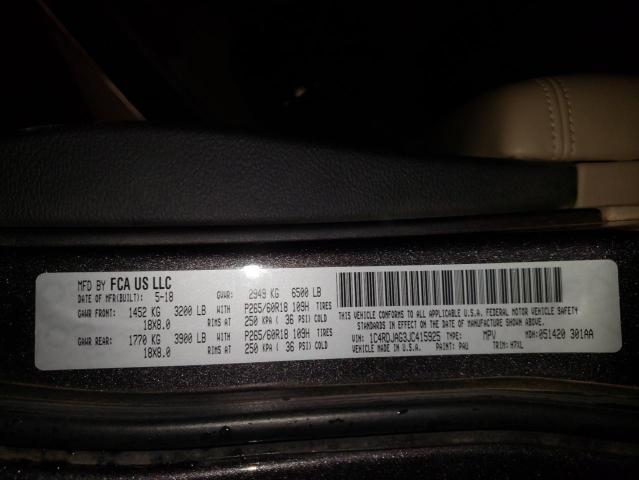 MFD BY FCA US LLC
DATE OF MFR(BUILT): 5-18 GVWR: 2949 KG 6500 LB
GAWR FRONT: 1452 KG 3200 LB WITH P265/60R18 109H TIRES
18X8.0 RIMS AT 250 KPA ( 36 PSI) COLD
GAWR REAR: 1770 KG 3900 LB WITH P265/60R18 109H TIRES
18X8.0 RIMS AT 250 KPA ( 36 PSI) COLD
THIS VEHICLE CONFORMS TO ALL APPLICABLE U.S.A. FEDERAL MOTOR VEHICLE SAFETY
STANDARDS IN EFFECT ON THE DATE OF MANUFACTURE SHOWN ABOVE.
VIN: 1C4RDJAG3JC415925 TYPE: MPV MDH: 051420 301AA
VEHICLE MADE IN U.S.A. PAINT: PAU TRIM: H7XL